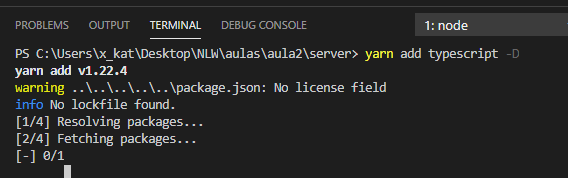 PROBLEMS OUTPUT TERMINAL DEBUG CONSOLE 1: node
PS C:\Users\x_kat\Desktop\NLW\aulas\aula2\server> yarn add typescript -D
yarn add v1.22.4
warning ..\..\..\..\..\package.json: No license field
info No lockfile found.
[1/4] Resolving packages...
[2/4] Fetching packages...
[-] 0/1